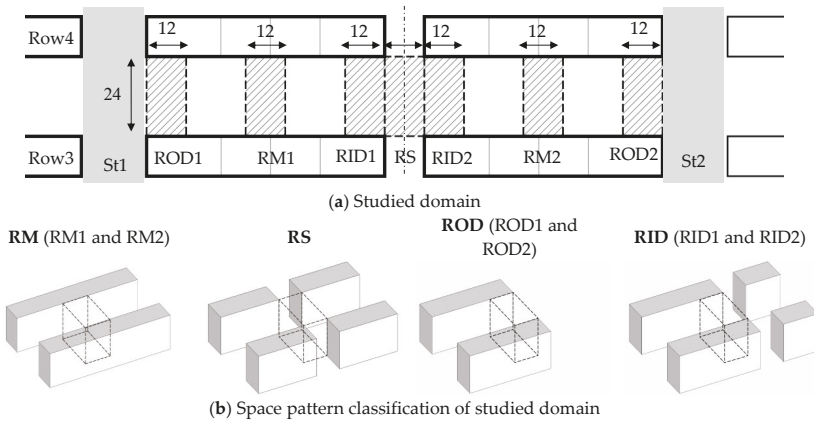 Row4
12 12 12 12 12 12
24
Row3 St1 ROD1 RM1 RID1 RS RID2 RM2 ROD2 St2
(a) Studied domain
RM (RM1 and RM2)
RS
ROD (ROD1 and
ROD2)
RID (RID1 and RID2)
(b) Space pattern classification of studied domain